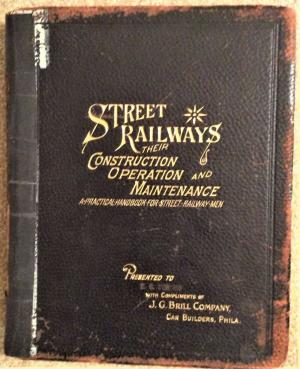 STREET
RAILWAYS
THEIR
CONSTRUCTION
OPERATION AND
MAINTENANCE
A·PRACTICAL·HANDBOOK·FOR·STREET·RAILWAY·MEN
PRESENTED TO
WITH COMPLIMENTS OF
J. G. BRILL COMPANY,
CAR BUILDERS, PHILA.